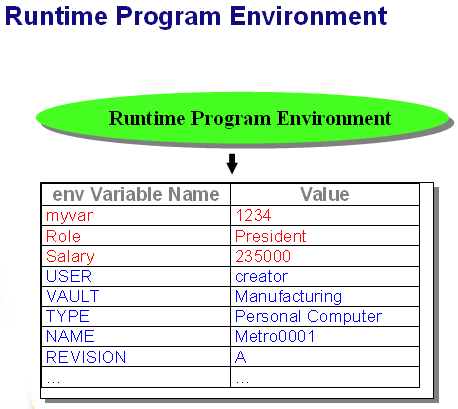 Runtime Program Environment
Runtime Program Environment
env Variable Name Value
myvar 1234
Role President
Salary 235000
USER creator
VAULT Manufacturing
TYPE Personal Computer
NAME Metro0001
REVISION A
... ...